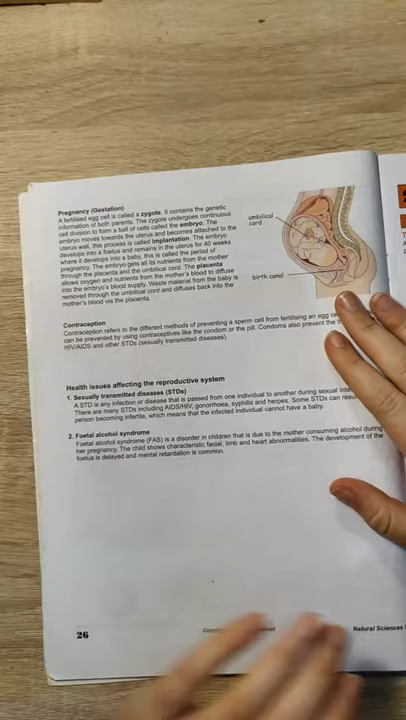 Pregnancy (Gestation)
A fertilised egg cell is called a zygote. It contains the genetic
information of both parents. The zygote undergoes continuous
cell division to form a ball of cells called the embryo. The
embryo moves towards the uterus and becomes attached to the
uterus wall, this process is called implantation. The embryo
develops into a foetus and remains in the uterus for 40 weeks
where it develops into a baby, this is called the period of
pregnancy. The embryo gets all its nutrients from the mother
through the placenta and the umbilical cord. The placenta
allows oxygen and nutrients from the mother's blood to diffuse
into the embryo's blood supply. Waste material from the baby is
removed through the umbilical cord and diffuses back into the
mother's blood via the placenta.
umbilical
cord
birth canal
Contraception
Contraception refers to the different methods of preventing a sperm cell from fertilising an egg
can be prevented by using contraceptives like the condom or the pill. Condoms also prevent the
HIV/AIDS and other STDs (sexually transmitted diseases).
Health issues affecting the reproductive system
1. Sexually transmitted diseases (STDs)
A STD is any infection or disease that is passed from one individual to another during sexual
There are many STDs including AIDS/HIV, gonorrhoea, syphilis and herpes. Some STDs can
person becoming infertile, which means that the infected individual cannot have a baby.
2. Foetal alcohol syndrome
Foetal alcohol syndrome (FAS) is a disorder in children that is due to the mother consuming alcohol during
her pregnancy. The child shows characteristic facial, limb and heart abnormalities. The development of the
foetus is delayed and mental retardation is common.
26
Natural Sciences